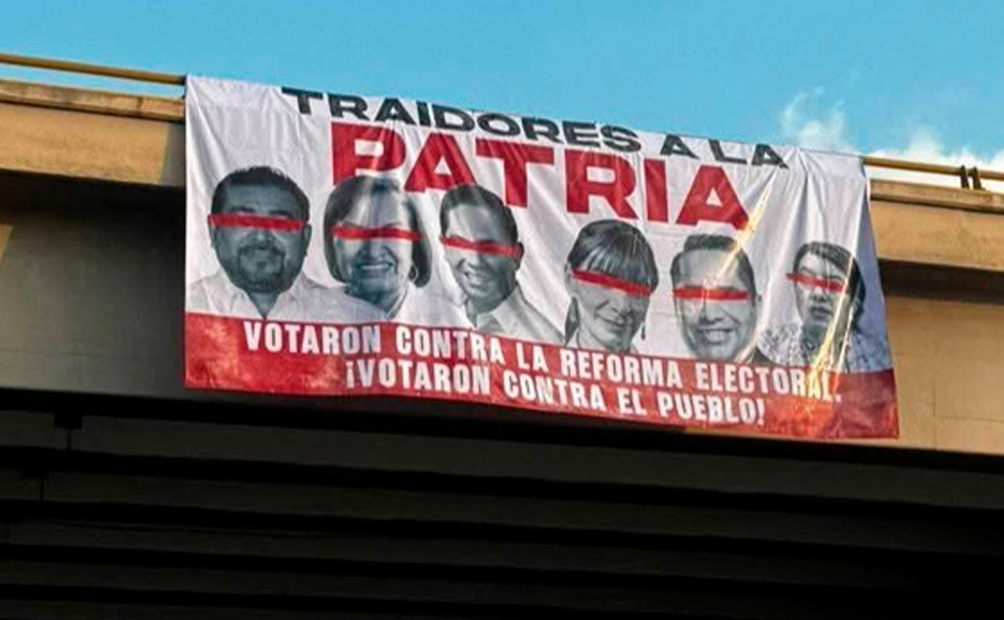 TRAIDORES A LA
PATRIA
VOTARON CONTRA LA REFORMA ELECTORAL.
¡VOTARON CONTRA EL PUEBLO!